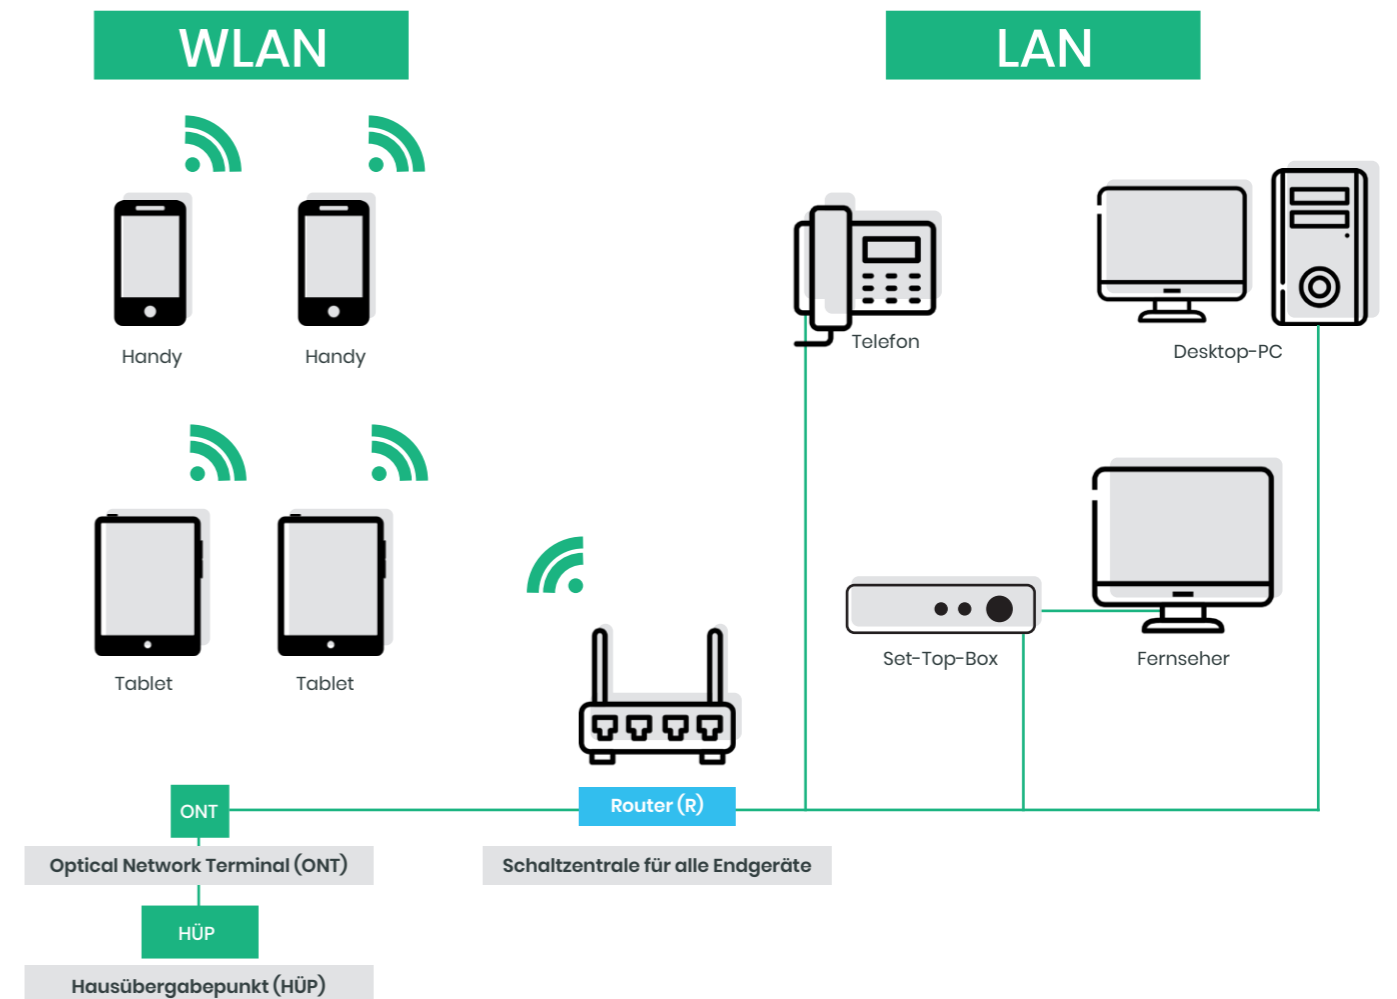 WLAN
LAN
Handy
Handy
Telefon
Desktop-PC
Tablet
Tablet
Set-Top-Box
Fernseher
ONT
Router (R)
Optical Network Terminal (ONT)
Schaltzentrale für alle Endgeräte
HÜP
Hausübergabepunkt (HÜP)